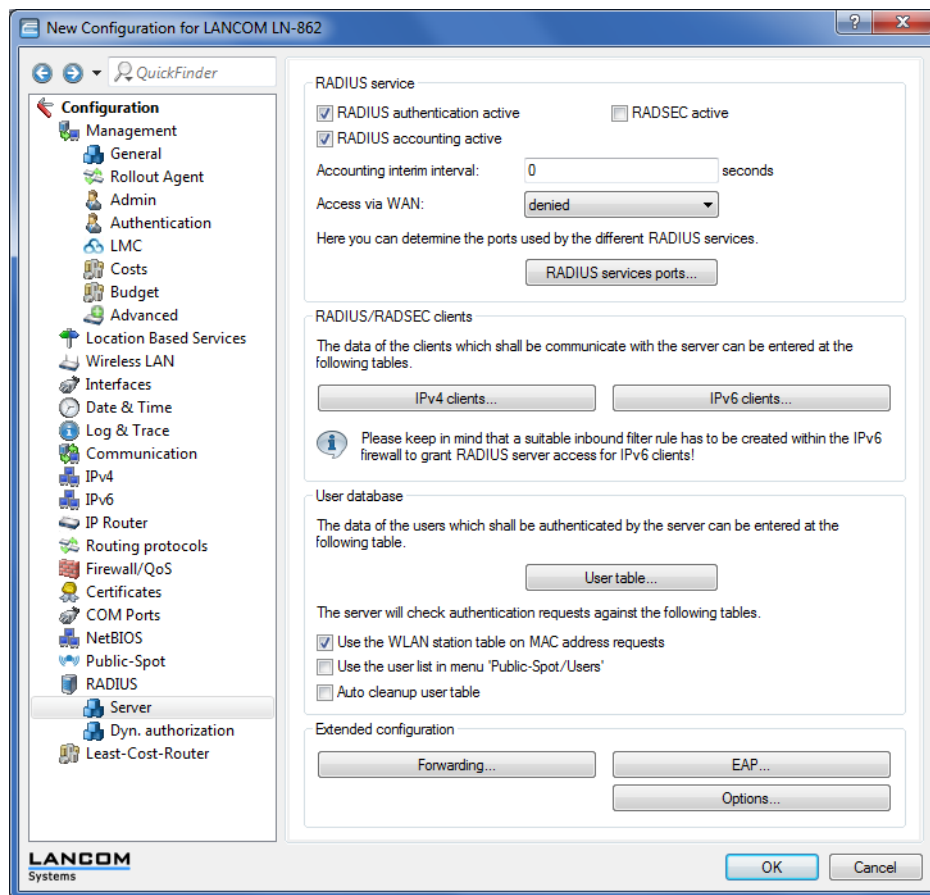 New Configuration for LANCOM LN-862
?
QuickFinder
Configuration
Management
General
Rollout Agent
Admin
Authentication
LMC
Costs
Budget
Advanced
Location Based Services
Wireless LAN
Interfaces
Date & Time
Log & Trace
Communication
IPv4
IPv6
IP Router
Routing protocols
Firewall/QoS
Certificates
COM Ports
NetBIOS
Public-Spot
RADIUS
Server
Dyn. authorization
Least-Cost-Router
RADIUS service
RADIUS authentication active RADSEC active
RADIUS accounting active
Accounting interim interval: 0 seconds
Access via WAN: denied
Here you can determine the ports used by the different RADIUS services.
RADIUS services ports...
RADIUS/RADSEC clients
The data of the clients which shall be communicate with the server can be entered at the
following tables.
IPv4 clients... IPv6 clients...
Please keep in mind that a suitable inbound filter rule has to be created within the IPv6
firewall to grant RADIUS server access for IPv6 clients!
User database
The data of the users which shall be authenticated by the server can be entered at the
following table.
User table...
The server will check authentication requests against the following tables.
Use the WLAN station table on MAC address requests
Use the user list in menu 'Public-Spot/Users'
Auto cleanup user table
Extended configuration
Forwarding... EAP...
Options...
LANCOM
Systems
OK Cancel